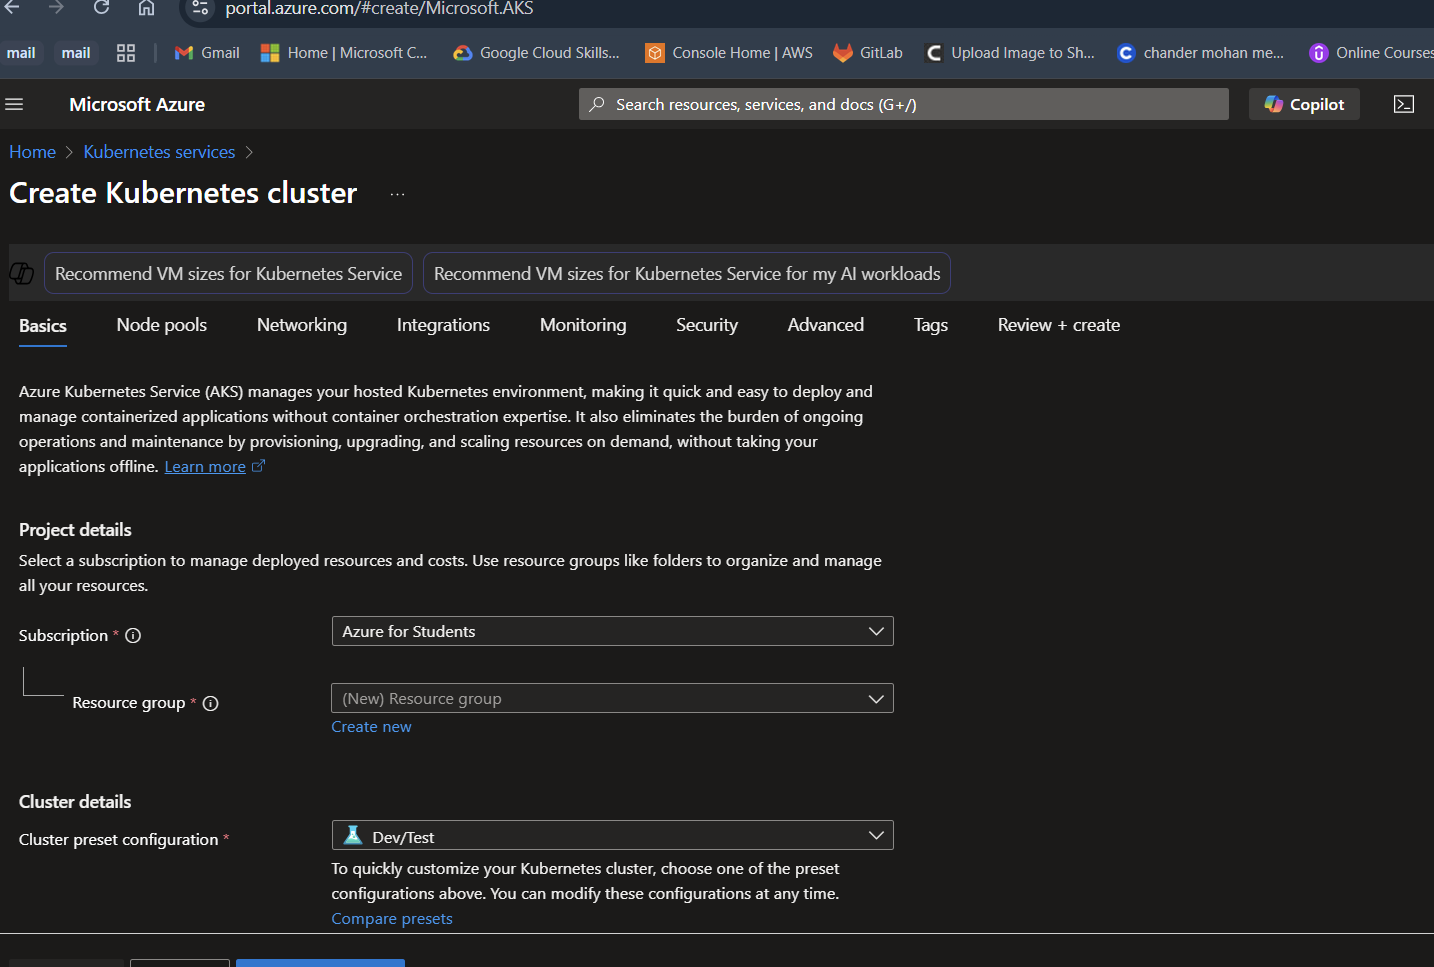 portal.azure.com/#create/Microsoft.AKS
mail
mail
Gmail
Home | Microsoft C...
Google Cloud Skills...
Console Home | AWS
GitLab
Upload Image to Sh...
chander mohan me...
Online Courses
Microsoft Azure
Search resources, services, and docs (G+/)
Copilot
Home > Kubernetes services >
Create Kubernetes cluster ...
Recommend VM sizes for Kubernetes Service
Recommend VM sizes for Kubernetes Service for my AI workloads
Basics
Node pools
Networking
Integrations
Monitoring
Security
Advanced
Tags
Review + create
Azure Kubernetes Service (AKS) manages your hosted Kubernetes environment, making it quick and easy to deploy and
manage containerized applications without container orchestration expertise. It also eliminates the burden of ongoing
operations and maintenance by provisioning, upgrading, and scaling resources on demand, without taking your
applications offline. Learn more
Project details
Select a subscription to manage deployed resources and costs. Use resource groups like folders to organize and manage
all your resources.
Subscription *
Azure for Students
Resource group *
(New) Resource group
Create new
Cluster details
Cluster preset configuration *
Dev/Test
To quickly customize your Kubernetes cluster, choose one of the preset
configurations above. You can modify these configurations at any time.
Compare presets